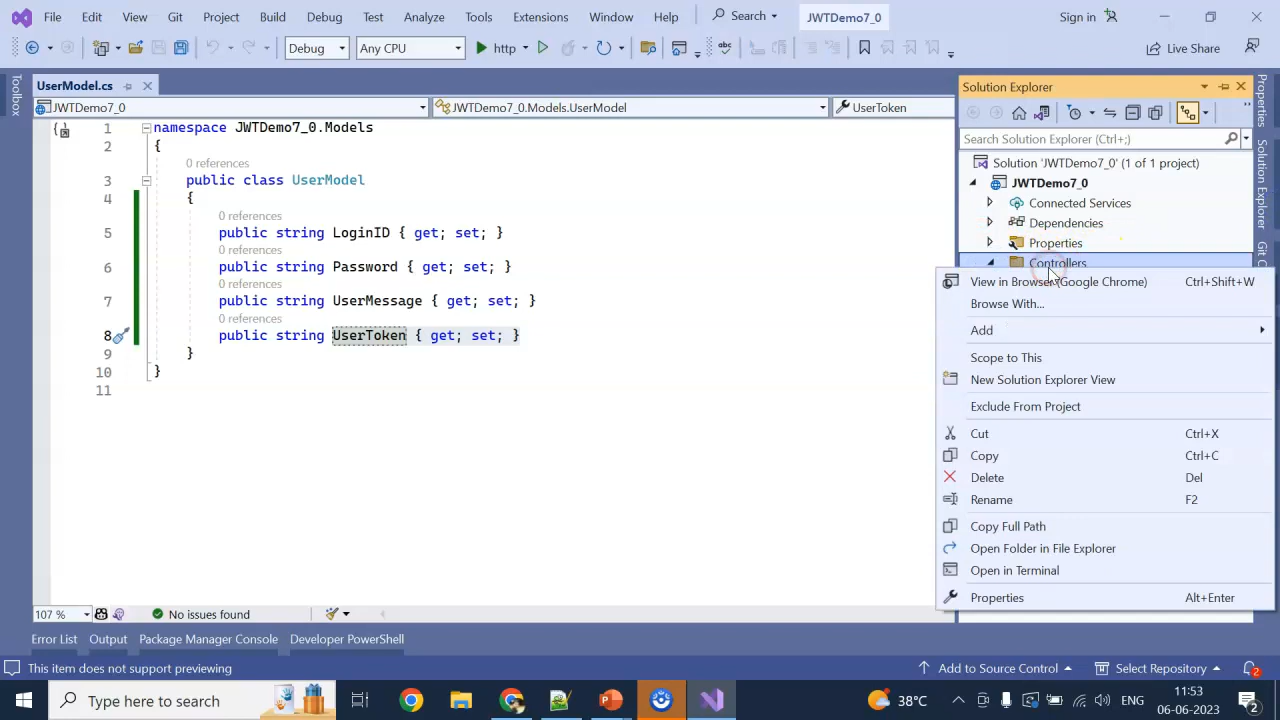 File Edit View Git Project Build Debug Test Analyze Tools Extensions Window Help Search JWTDemo7_0 Sign in
Debug Any CPU http Live Share
Toolbox
UserModel.cs
JWTDemo7_0 JWTDemo7_0.Models.UserModel UserToken
1 namespace JWTDemo7_0.Models
2 {
0 references
3 public class UserModel
4 {
0 references
5 public string LoginID { get; set; }
0 references
6 public string Password { get; set; }
0 references
7 public string UserMessage { get; set; }
0 references
8 public string UserToken { get; set; }
9 }
10 }
11
107 % No issues found
Solution Explorer
Search Solution Explorer (Ctrl+;)
Solution 'JWTDemo7_0' (1 of 1 project)
JWTDemo7_0
Connected Services
Dependencies
Properties
Controllers
View in Browser (Google Chrome) Ctrl+Shift+W
Browse With...
Add
Scope to This
New Solution Explorer View
Exclude From Project
Cut Ctrl+X
Copy Ctrl+C
Delete Del
Rename F2
Copy Full Path
Open Folder in File Explorer
Open in Terminal
Properties Alt+Enter
Properties
Solution Explorer
Error List Output Package Manager Console Developer PowerShell
This item does not support previewing Add to Source Control Select Repository 2
Type here to search 38°C ENG 11:53
06-06-2023 2